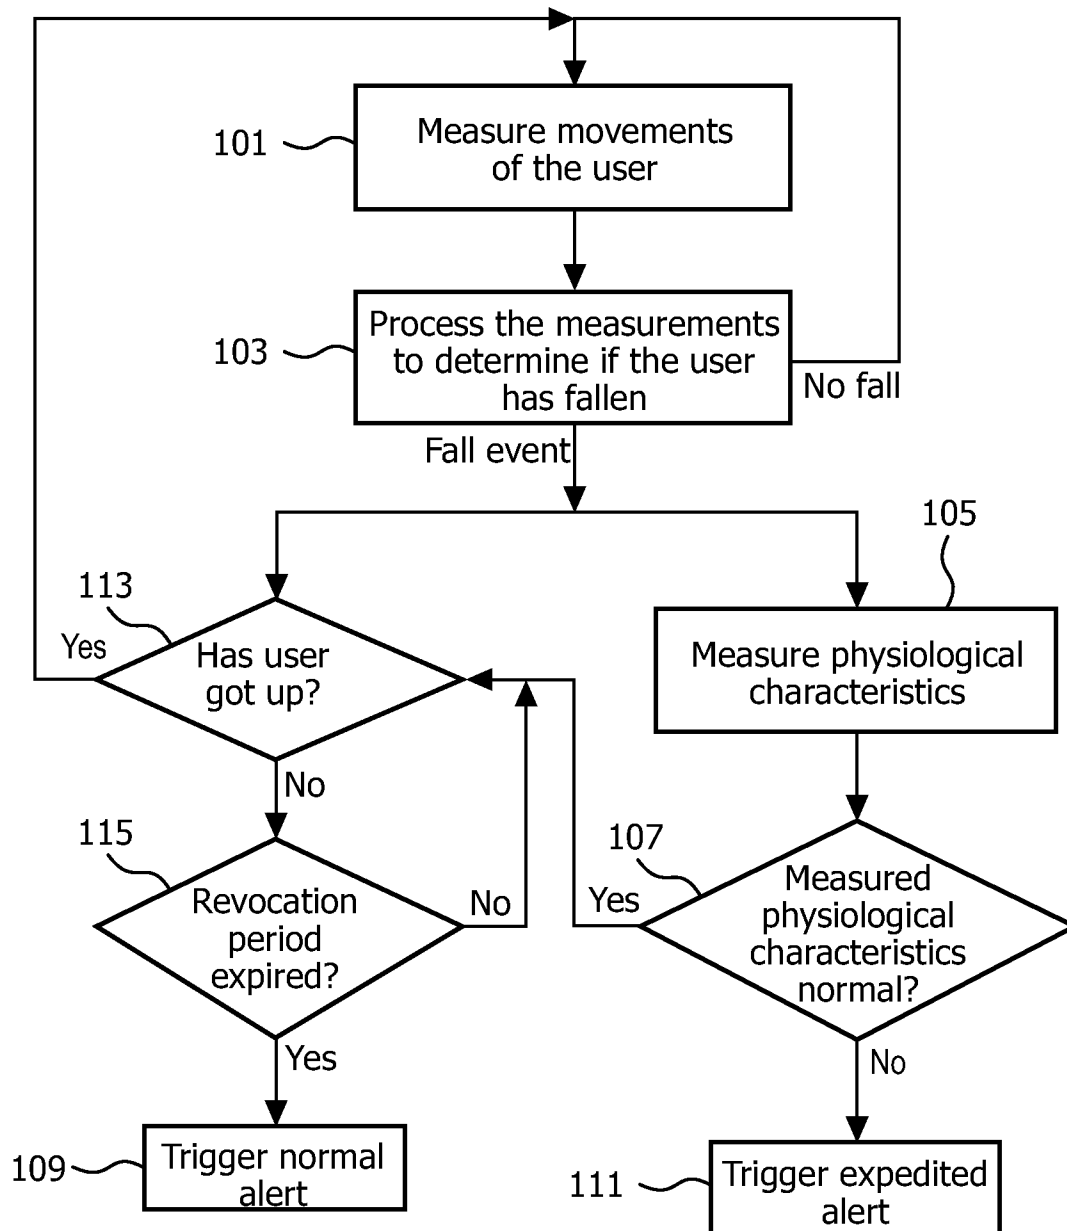 101
Measure movements
of the user
103
Process the measurements
to determine if the user
has fallen
No fall
Fall event
105
113
Yes
Has user
got up?
Measure physiological
characteristics
No
115
107
Revocation
period
expired?
No
Yes
Measured
physiological
characteristics
normal?
Yes
No
109
Trigger normal
alert
111
Trigger expedited
alert